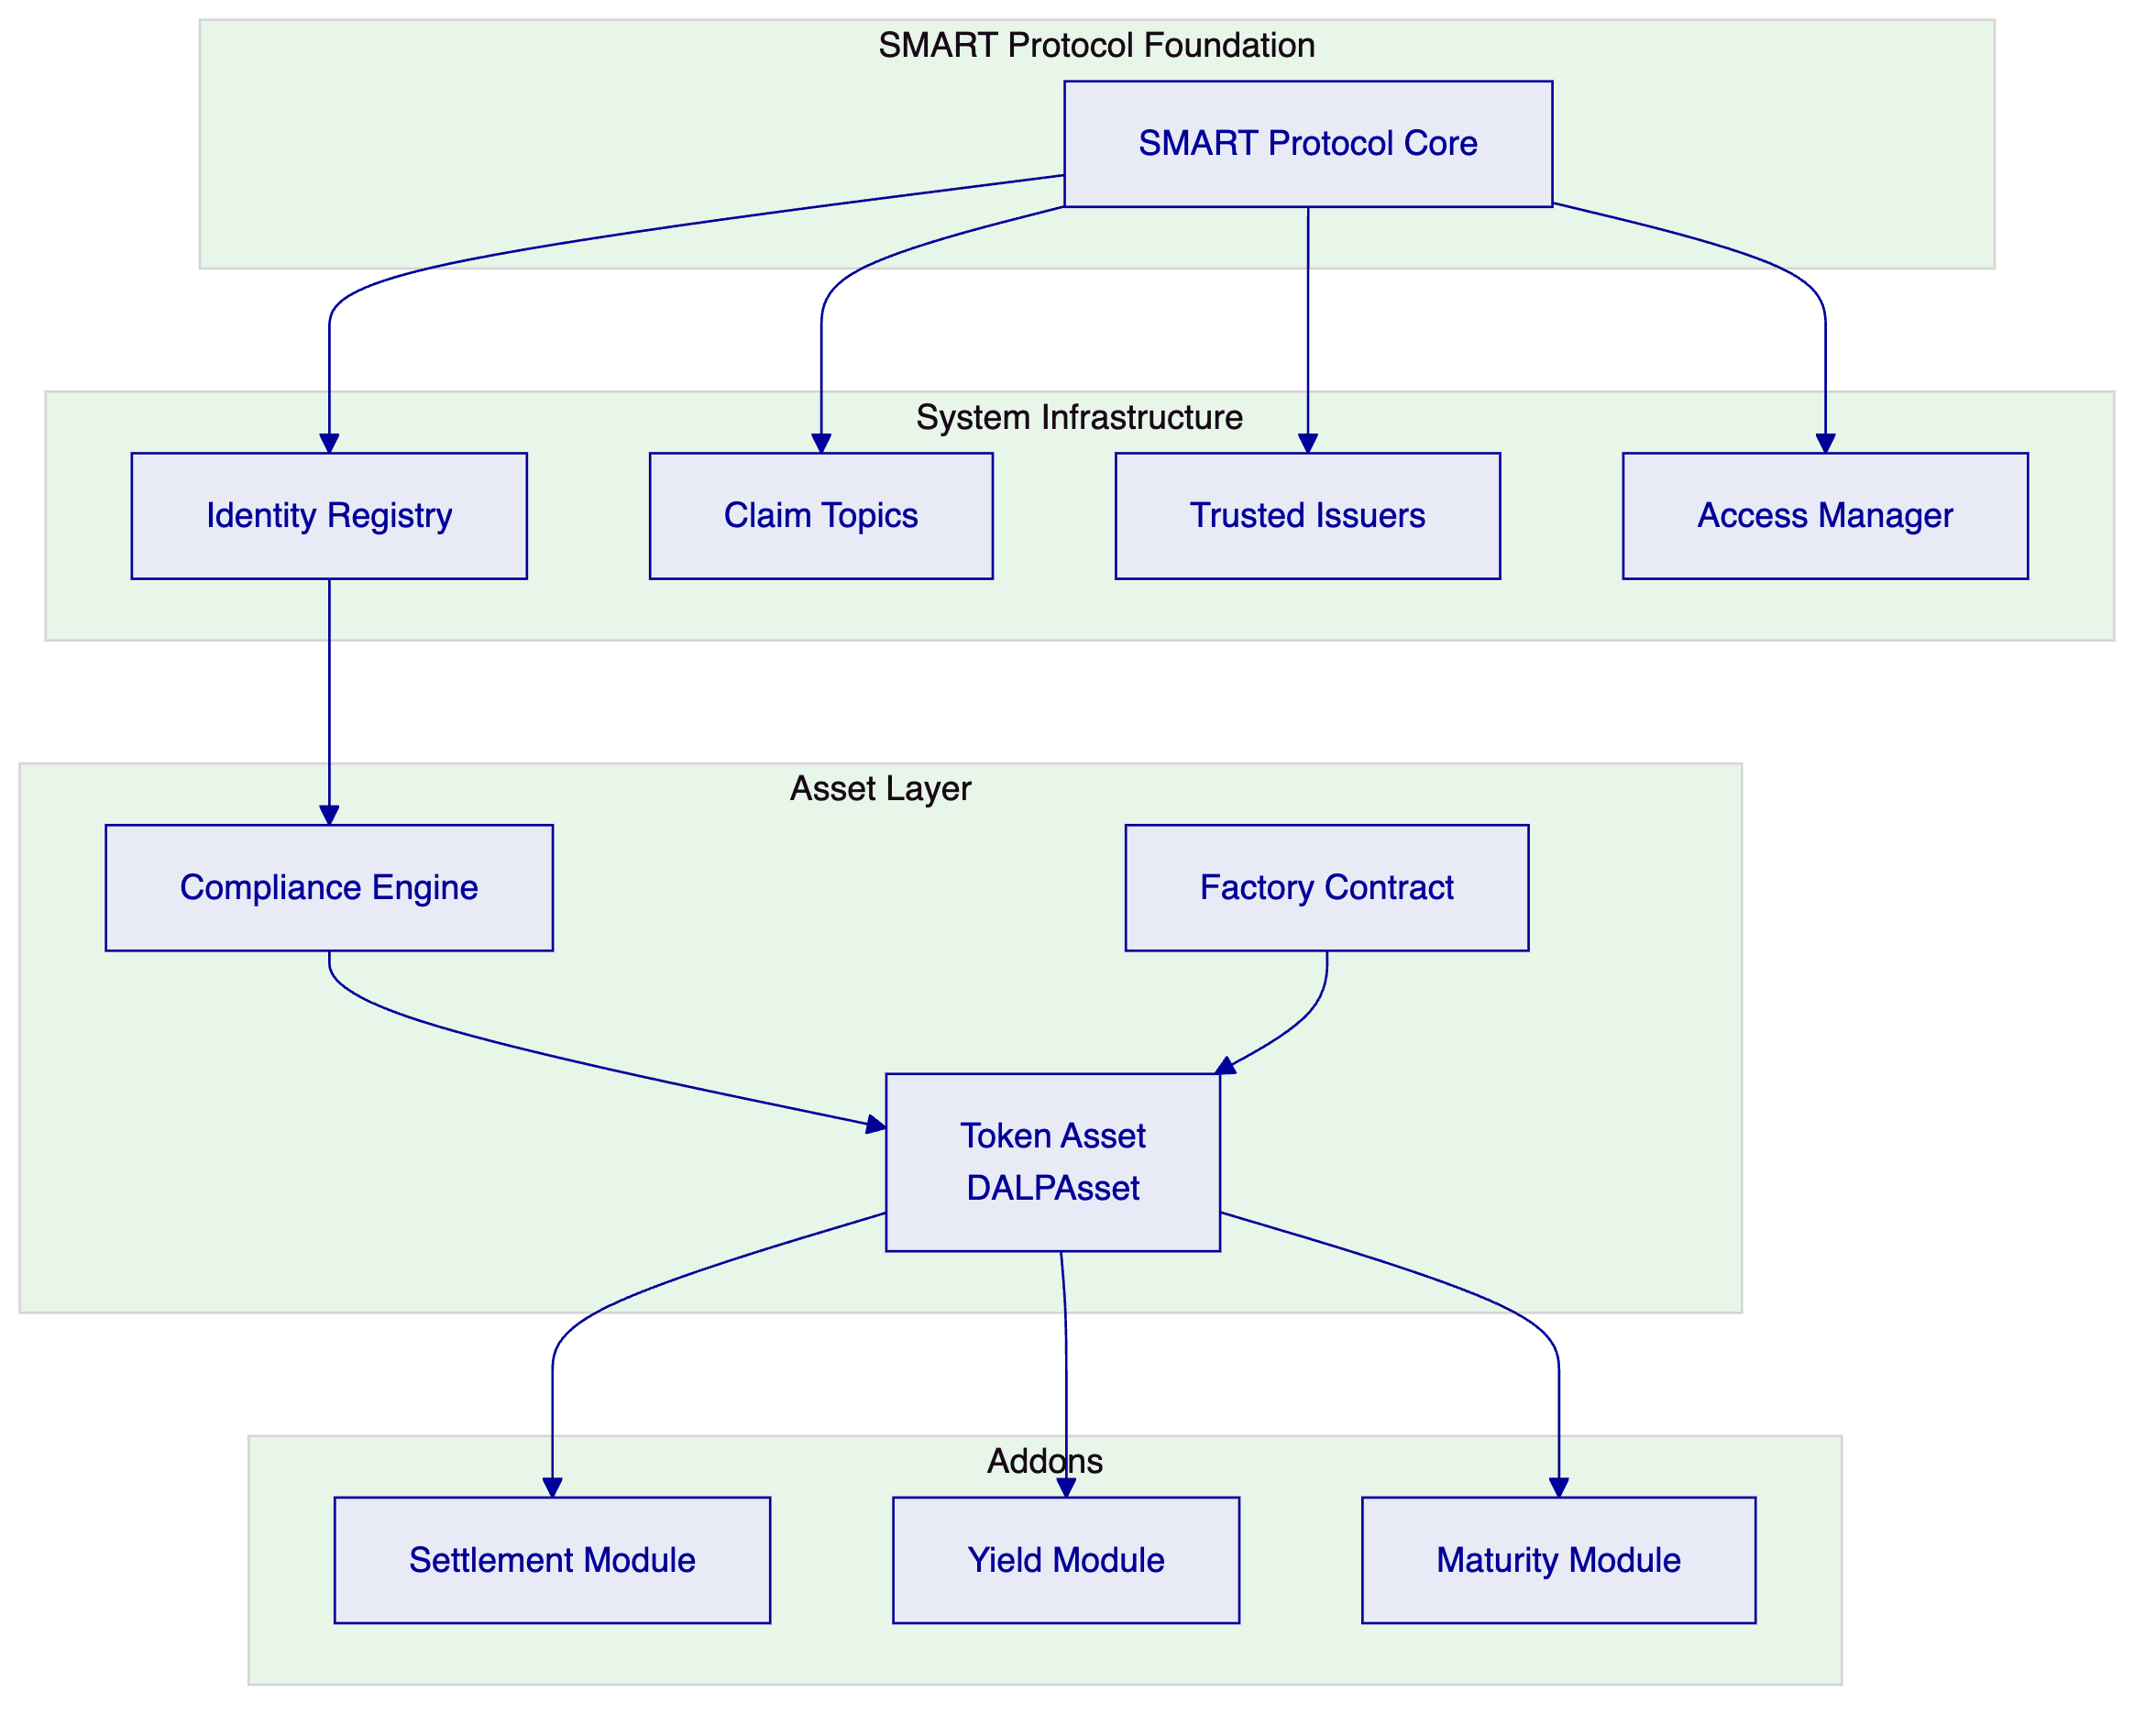 SMART Protocol Foundation
SMART Protocol Core
System Infrastructure
Identity Registry
Claim Topics
Trusted Issuers
Access Manager
Asset Layer
Compliance Engine
Factory Contract
Token Asset
DALPAsset
Addons
Settlement Module
Yield Module
Maturity Module